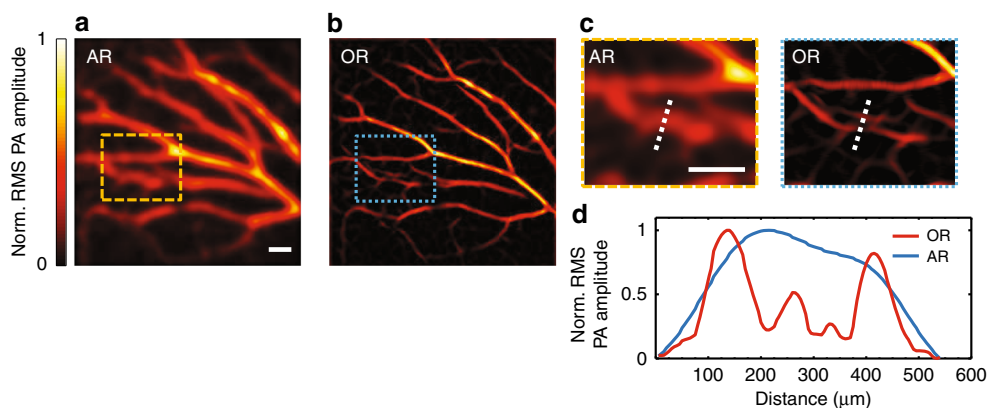 a
b
c
1
Norm. RMS PA amplitude
0
AR
OR
AR
OR
d
Norm. RMS
PA amplitude
1
0.5
0
OR
AR
100 200 300 400 500 600
Distance (μm)